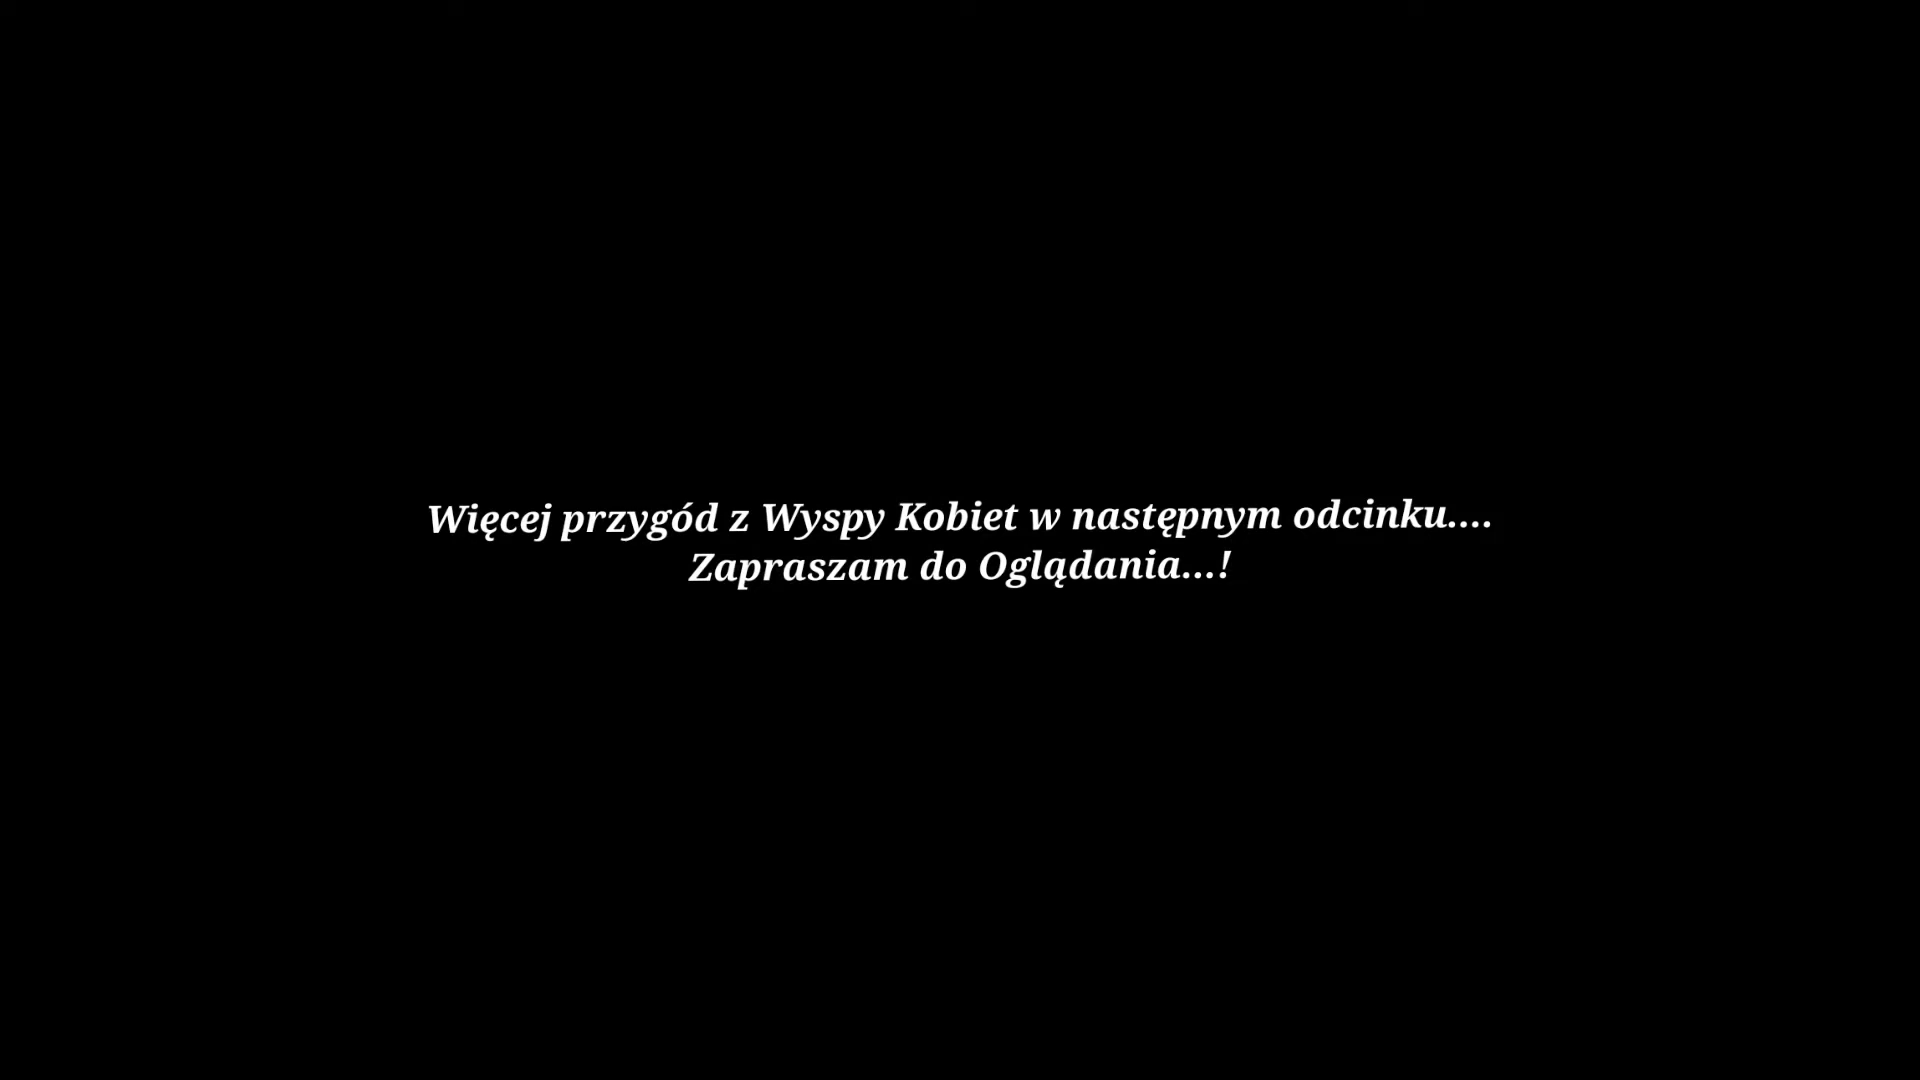 Więcej przygód z Wyspy Kobiet w następnym odcinku....
Zapraszam do Oglądania...!